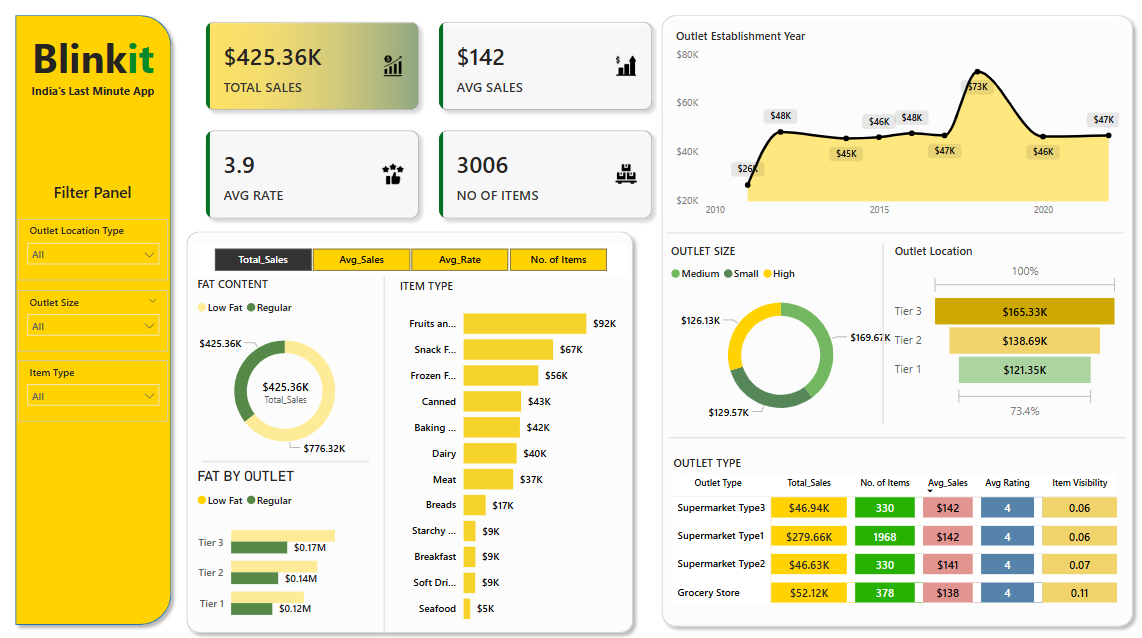 Blinkit
India's Last Minute App
Filter Panel
Outlet Location Type
All
Outlet Size
All
Item Type
All
$425.36K
TOTAL SALES
$142
AVG SALES
3.9
AVG RATE
3006
NO OF ITEMS
Total_Sales Avg_Sales Avg_Rate No. of Items
FAT CONTENT
Low Fat Regular
$425.36K
$425.36K
Total_Sales
$776.32K
FAT BY OUTLET
Low Fat Regular
Tier 3 $0.17M
Tier 2 $0.14M
Tier 1 $0.12M
ITEM TYPE
Fruits an... $92K
Snack F... $67K
Frozen F... $56K
Canned $43K
Baking ... $42K
Dairy $40K
Meat $37K
Breads $17K
Starchy ... $9K
Breakfast $9K
Soft Dri... $9K
Seafood $5K
Outlet Establishment Year
$80K
$60K
$40K
$20K
$26K
$48K
$45K
$46K
$48K
$47K
$73K
$46K
$47K
2010 2015 2020
OUTLET SIZE
Medium Small High
$126.13K
$169.67K
$129.57K
Outlet Location
100%
Tier 3 $165.33K
Tier 2 $138.69K
Tier 1 $121.35K
73.4%
OUTLET TYPE
Outlet Type Total_Sales No. of Items Avg_Sales Avg Rating Item Visibility
Supermarket Type3 $46.94K 330 $142 4 0.06
Supermarket Type1 $279.66K 1968 $142 4 0.06
Supermarket Type2 $46.63K 330 $141 4 0.07
Grocery Store $52.12K 378 $138 4 0.11